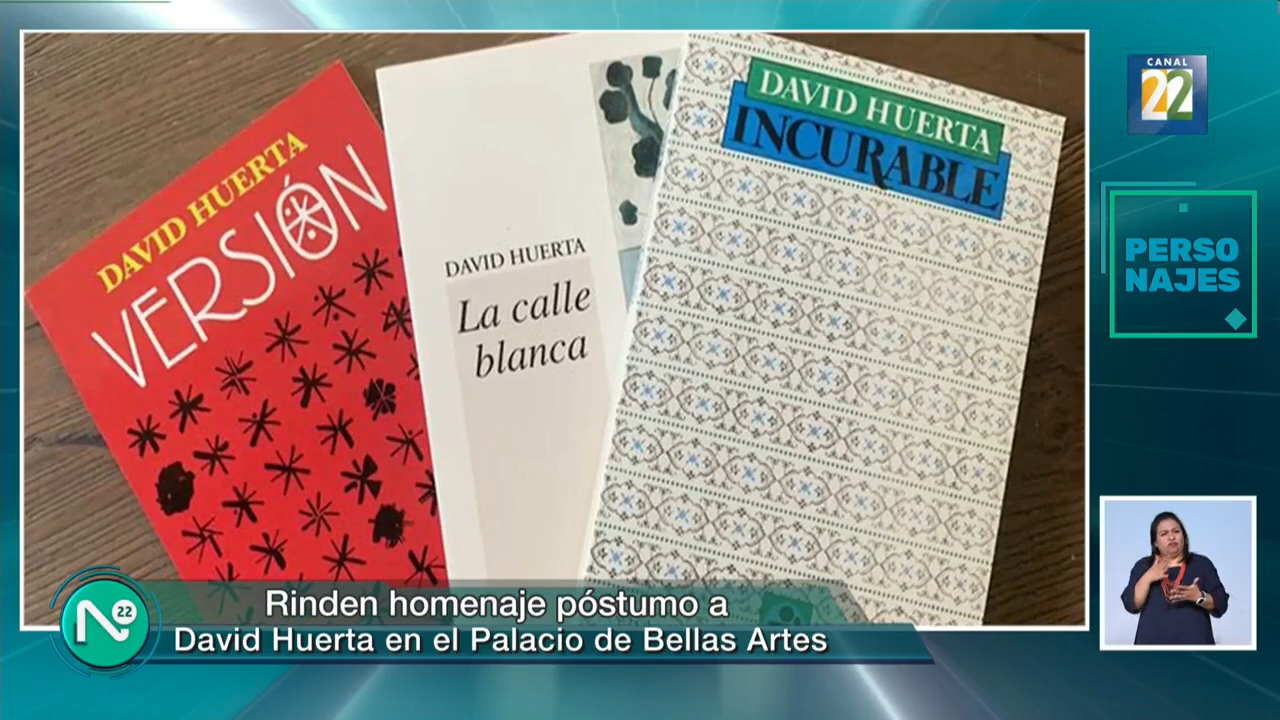 DAVID HUERTA
VERSIÓN
DAVID HUERTA
La calle
blanca
DAVID HUERTA
INCURABLE
CANAL
22
PERSO
NAJES
N22
Rinden homenaje póstumo a
David Huerta en el Palacio de Bellas Artes